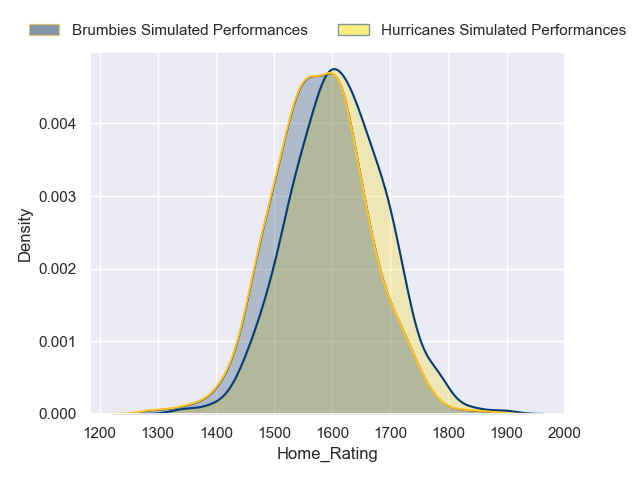 Brumbies Simulated Performances Hurricanes Simulated Performances
0.004
0.003
0.002
0.001
0.000
Density
1200 1300 1400 1500 1600 1700 1800 1900 2000
Home_Rating